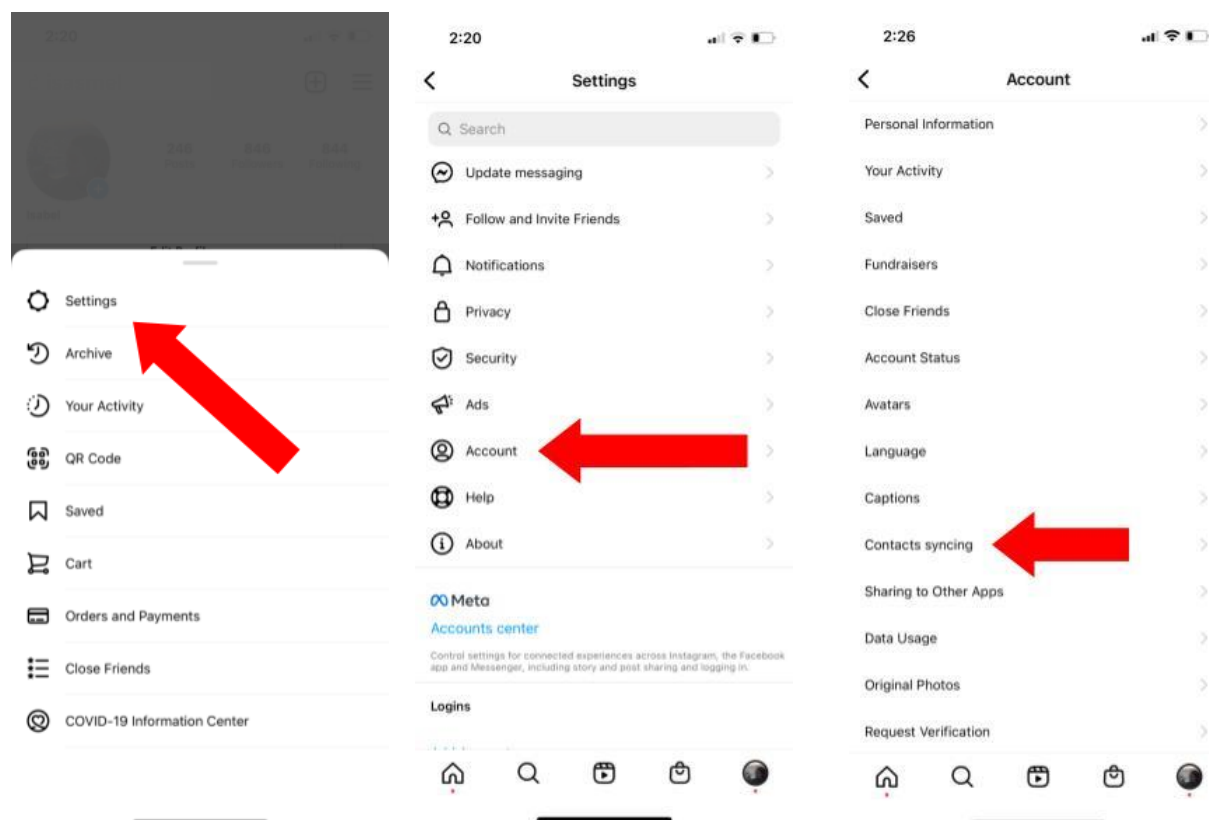 2:20
Settings
Archive
Your Activity
QR Code
Saved
Cart
Orders and Payments
Close Friends
COVID-19 Information Center
2:20
Settings
Search
Update messaging
Follow and Invite Friends
Notifications
Privacy
Security
Ads
Account
Help
About
Meta
Accounts center
Control settings for connected experiences across Instagram, the Facebook
app and Messenger, including story and post sharing and logging in.
Logins
2:26
Account
Personal Information
Your Activity
Saved
Fundraisers
Close Friends
Account Status
Avatars
Language
Captions
Contacts syncing
Sharing to Other Apps
Data Usage
Original Photos
Request Verification